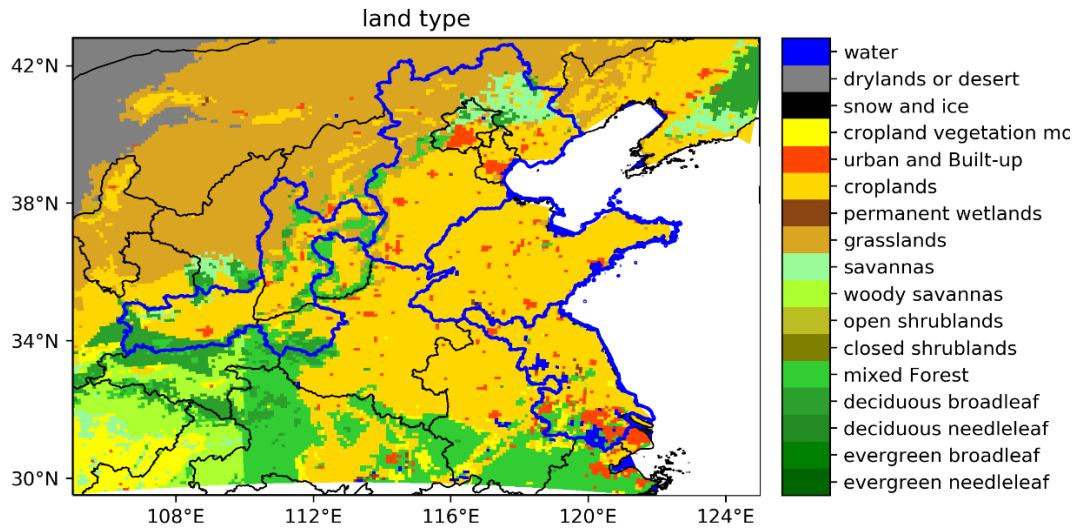 land type
42°N
38°N
34°N
30°N
108°E
112°E
116°E
120°E
124°E
water
drylands or desert
snow and ice
cropland vegetation mo
urban and Built-up
croplands
permanent wetlands
grasslands
savannas
woody savannas
open shrublands
closed shrublands
mixed Forest
deciduous broadleaf
deciduous needleleaf
evergreen broadleaf
evergreen needleleaf